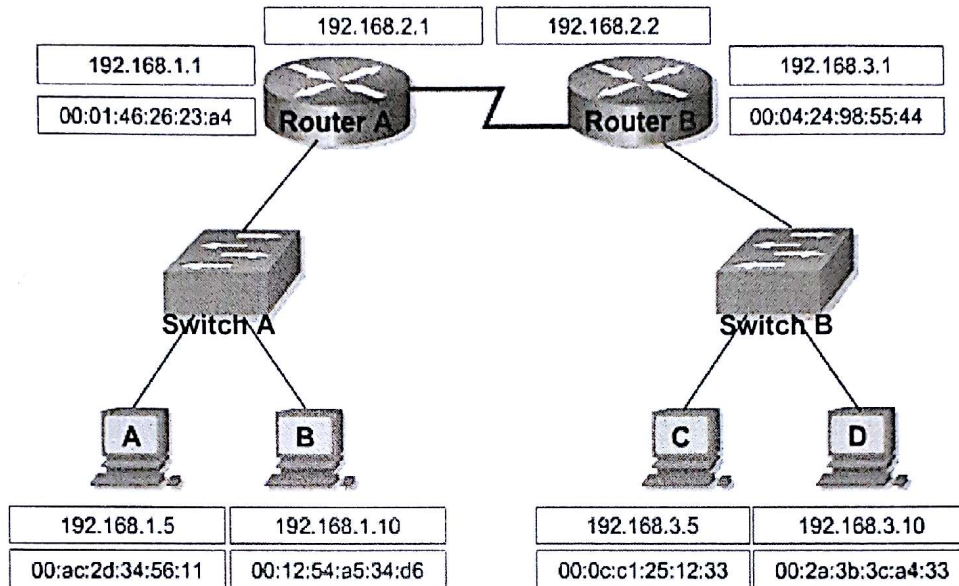 192.168.2.1 192.168.2.2
192.168.1.1 192.168.3.1
00:01:46:26:23:a4 Router A Router B 00:04:24:98:55:44
Switch A Switch B
A B C D
192.168.1.5 192.168.1.10 192.168.3.5 192.168.3.10
00:ac:2d:34:56:11 00:12:54:a5:34:d6 00:0c:c1:25:12:33 00:2a:3b:3c:a4:33